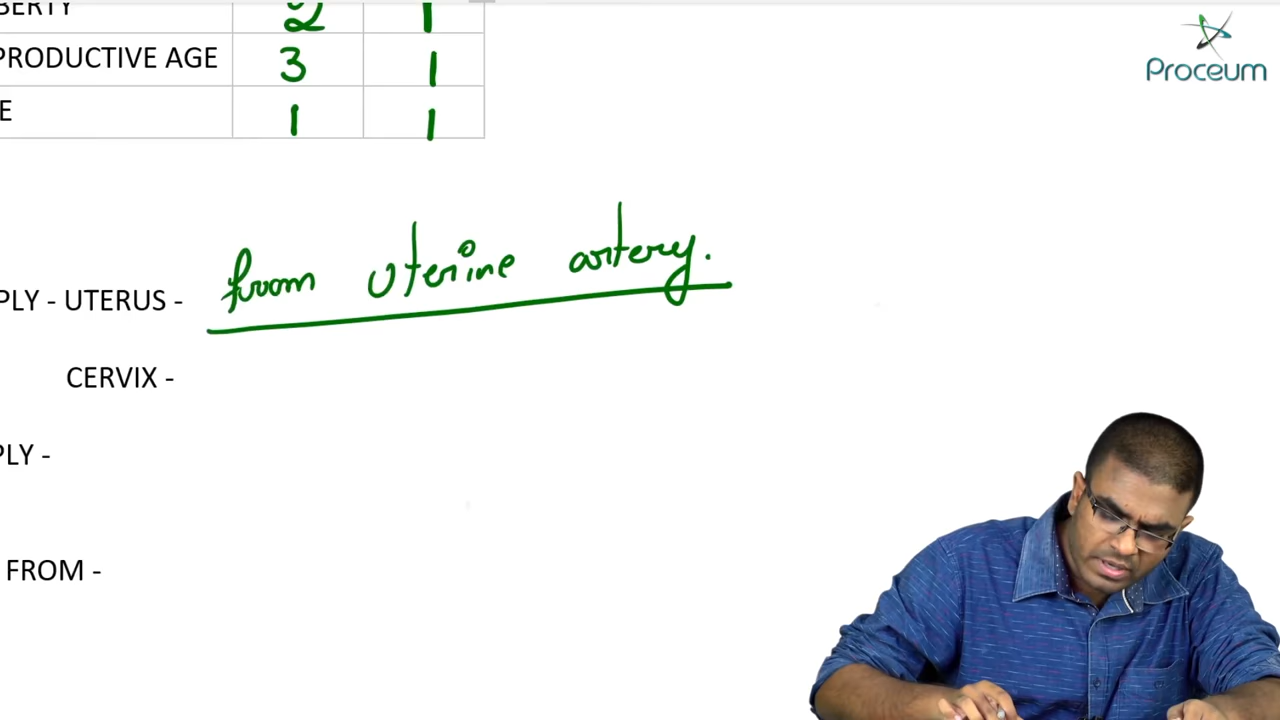 BERTY 2 1
PRODUCTIVE AGE 3 1
E 1 1
Proceum
from uterine artery.
PLY - UTERUS -
CERVIX -
PLY -
FROM -